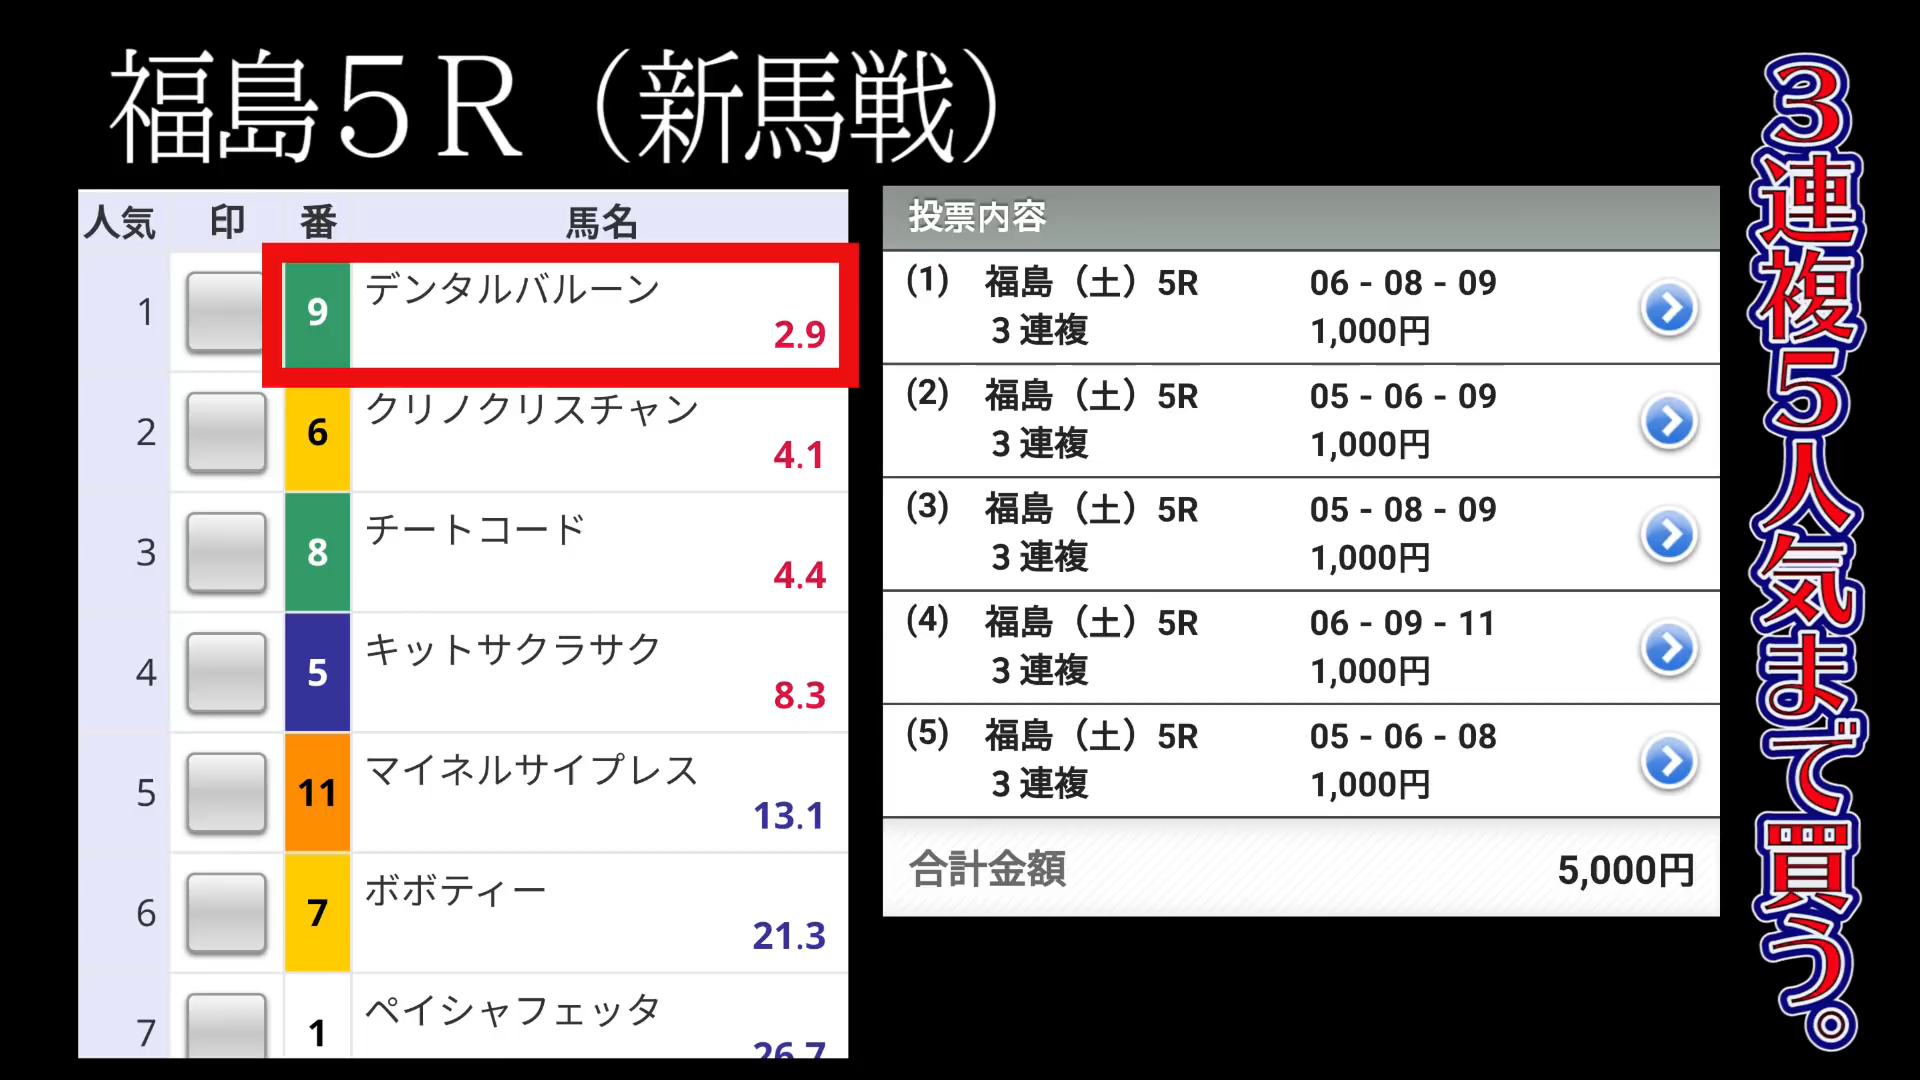 福島5R（新馬戦）
人気 印 番 馬名
1 9 デンタルバルーン 2.9
2 6 クリノクリスチャン 4.1
3 8 チートコード 4.4
4 5 キットサクラサク 8.3
5 11 マイネルサイプレス 13.1
6 7 ボボティー 21.3
7 1 ペイシャフェッタ 26.7
投票内容
(1) 福島（土）5R 06 - 08 - 09
3連複 1,000円
(2) 福島（土）5R 05 - 06 - 09
3連複 1,000円
(3) 福島（土）5R 05 - 08 - 09
3連複 1,000円
(4) 福島（土）5R 06 - 09 - 11
3連複 1,000円
(5) 福島（土）5R 05 - 06 - 08
3連複 1,000円
合計金額 5,000円
3連複5人気まで買う。